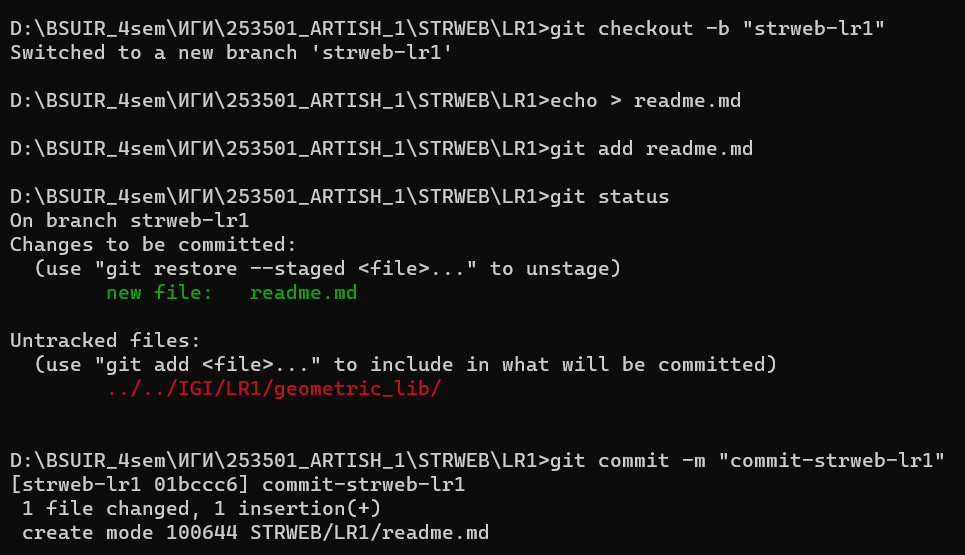 D:\BSUIR_4sem\ИГИ\253501_ARTISH_1\STRWEB\LR1>git checkout -b "strweb-lr1"
Switched to a new branch 'strweb-lr1'
D:\BSUIR_4sem\ИГИ\253501_ARTISH_1\STRWEB\LR1>echo > readme.md
D:\BSUIR_4sem\ИГИ\253501_ARTISH_1\STRWEB\LR1>git add readme.md
D:\BSUIR_4sem\ИГИ\253501_ARTISH_1\STRWEB\LR1>git status
On branch strweb-lr1
Changes to be committed:
  (use "git restore --staged <file>..." to unstage)
        new file:   readme.md
Untracked files:
  (use "git add <file>..." to include in what will be committed)
        ../../IGI/LR1/geometric_lib/
D:\BSUIR_4sem\ИГИ\253501_ARTISH_1\STRWEB\LR1>git commit -m "commit-strweb-lr1"
[strweb-lr1 01bccc6] commit-strweb-lr1
 1 file changed, 1 insertion(+)
 create mode 100644 STRWEB/LR1/readme.md